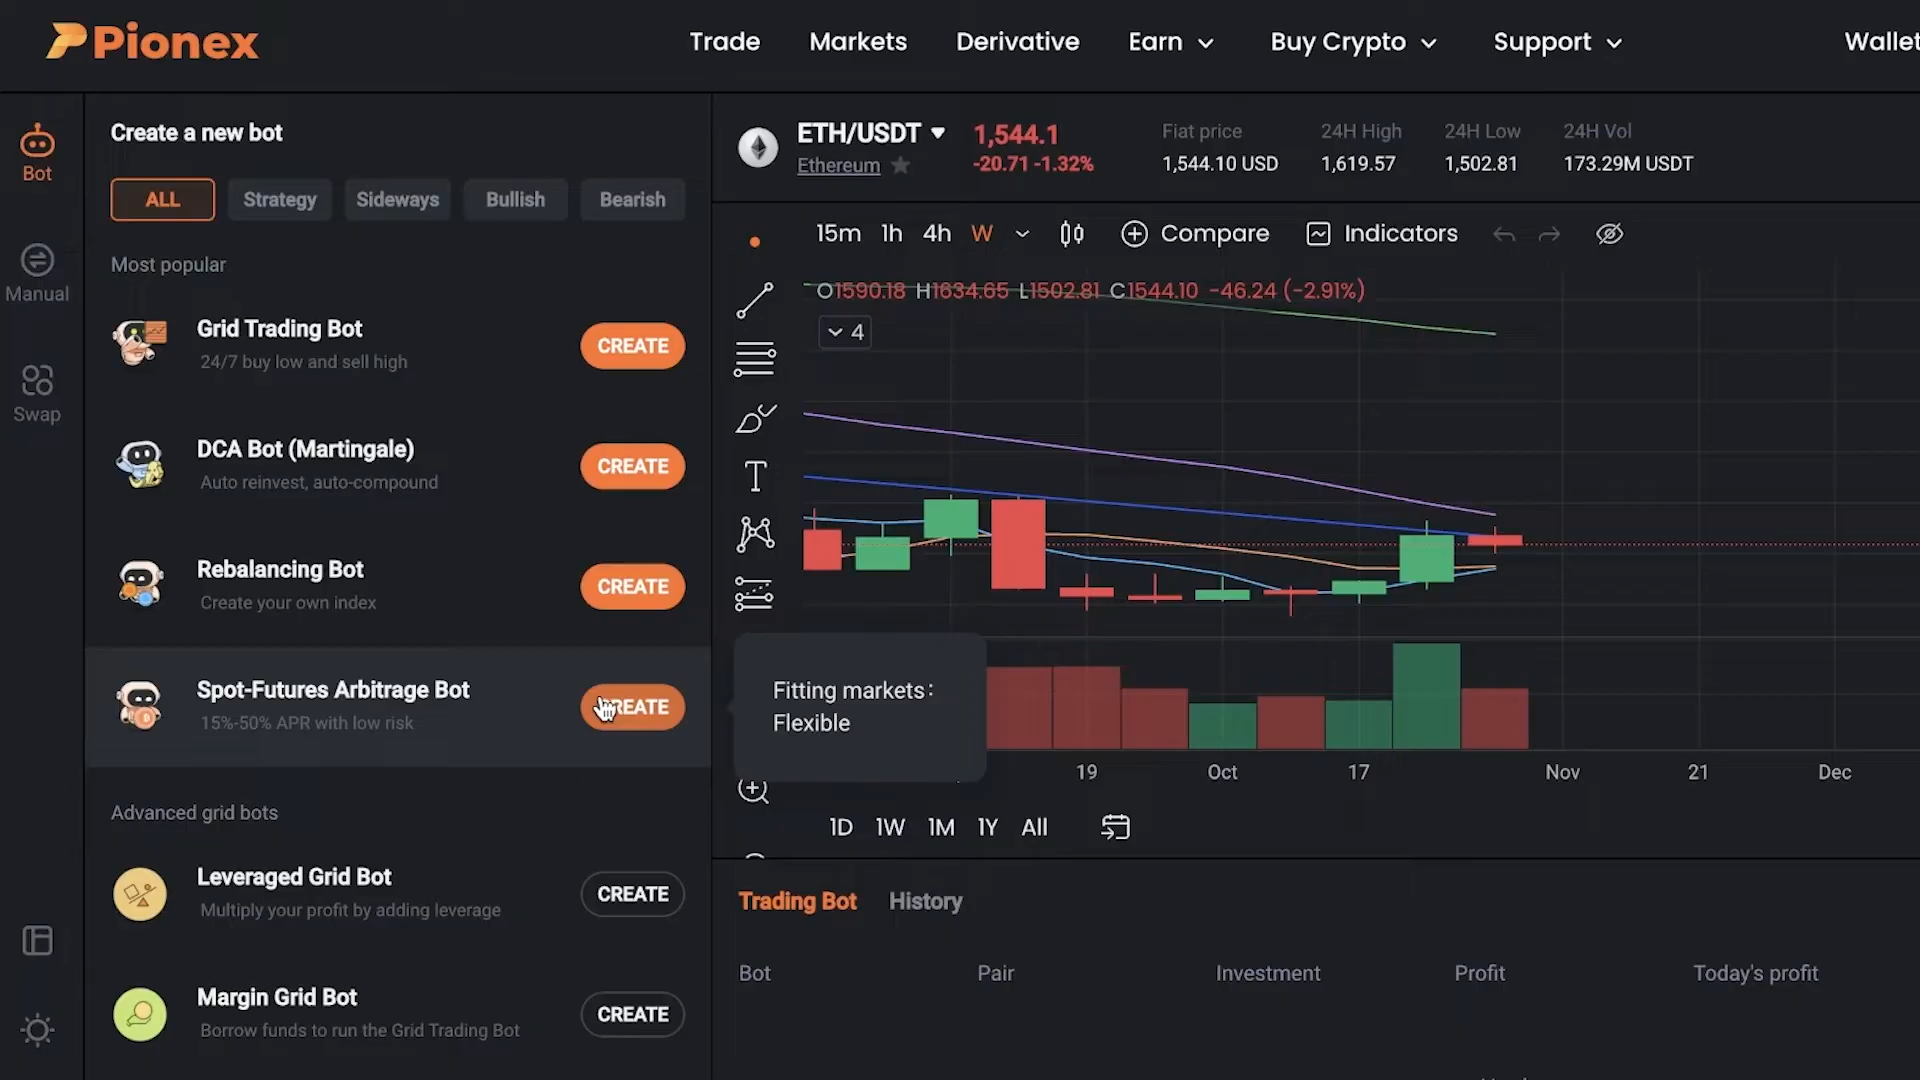 Pionex
Trade Markets Derivative Earn Buy Crypto Support Wallet
Bot
Manual
Swap
Create a new bot
ALL Strategy Sideways Bullish Bearish
Most popular
Grid Trading Bot
24/7 buy low and sell high
CREATE
DCA Bot (Martingale)
Auto reinvest, auto-compound
CREATE
Rebalancing Bot
Create your own index
CREATE
Spot-Futures Arbitrage Bot
15%-50% APR with low risk
CREATE
Advanced grid bots
Leveraged Grid Bot
Multiply your profit by adding leverage
CREATE
Margin Grid Bot
Borrow funds to run the Grid Trading Bot
CREATE
ETH/USDT
Ethereum
1,544.1
-20.71 -1.32%
Fiat price
1,544.10 USD
24H High
1,619.57
24H Low
1,502.81
24H Vol
173.29M USDT
15m 1h 4h W Compare Indicators
O1590.18 H1634.65 L1502.81 C1544.10 -46.24 (-2.91%)
4
Fitting markets:
Flexible
19 Oct 17 Nov 21 Dec
1D 1W 1M 1Y All
Trading Bot History
Bot Pair Investment Profit Today's profit